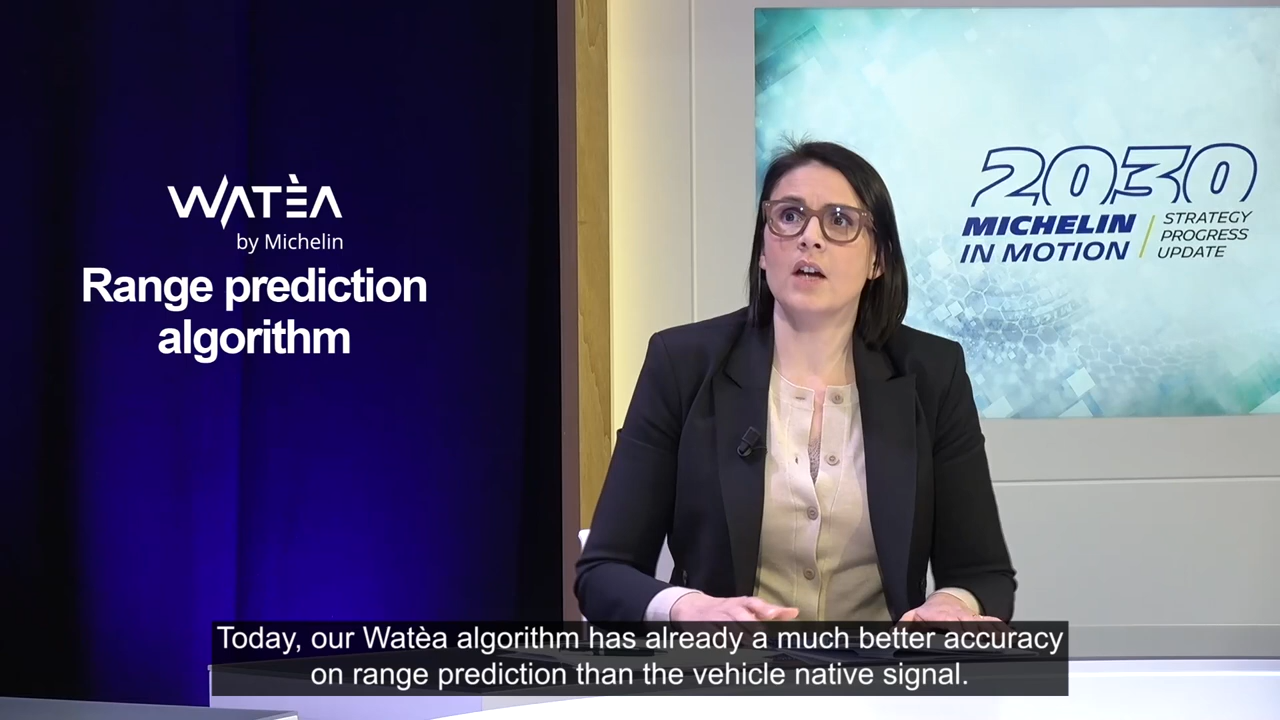 WATÈA
by Michelin
Range prediction
algorithm
2030
MICHELIN
IN MOTION
STRATEGY
PROGRESS
UPDATE
Today, our Watèa algorithm has already a much better accuracy
on range prediction than the vehicle native signal.